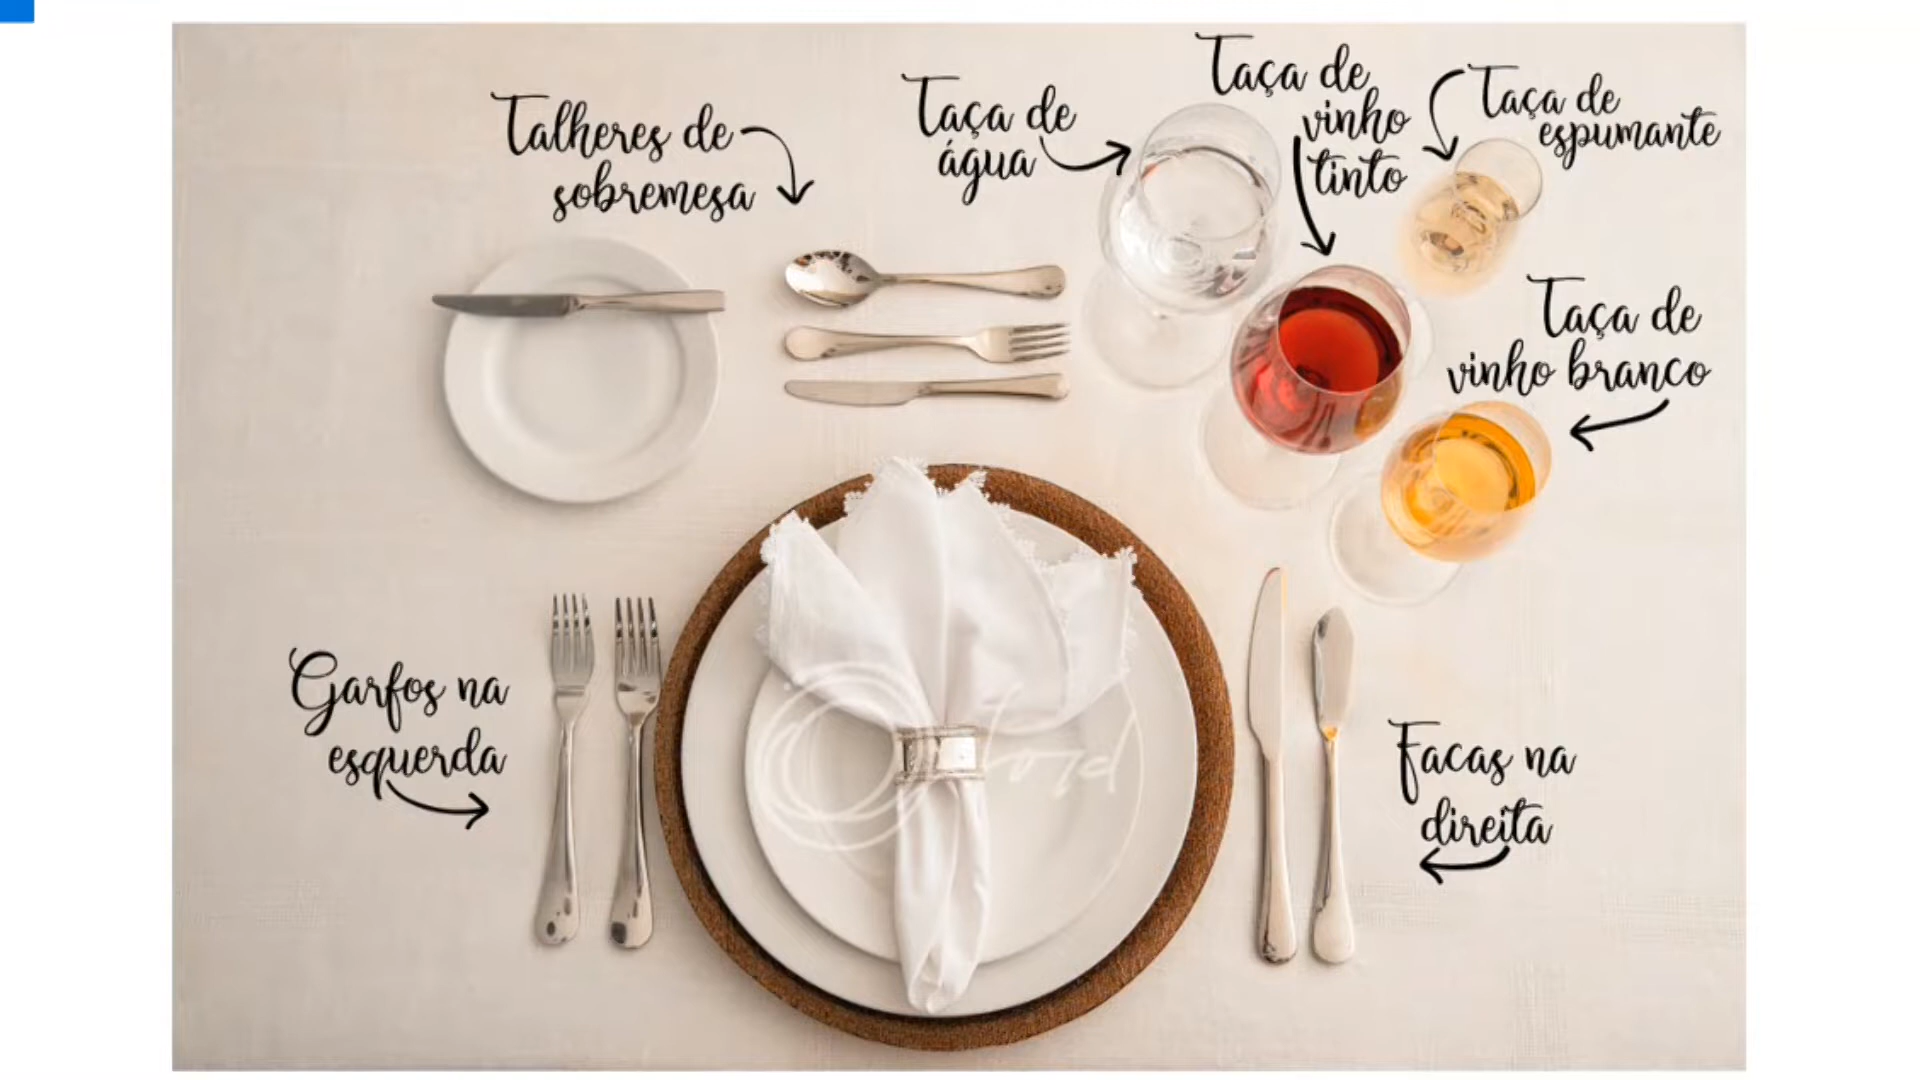 Talheres de
sobremesa
Taça de
água
Taça de
vinho
tinto
Taça de
espumante
Taça de
vinho branco
Garfos na
esquerda
Oxford
Facas na
direita